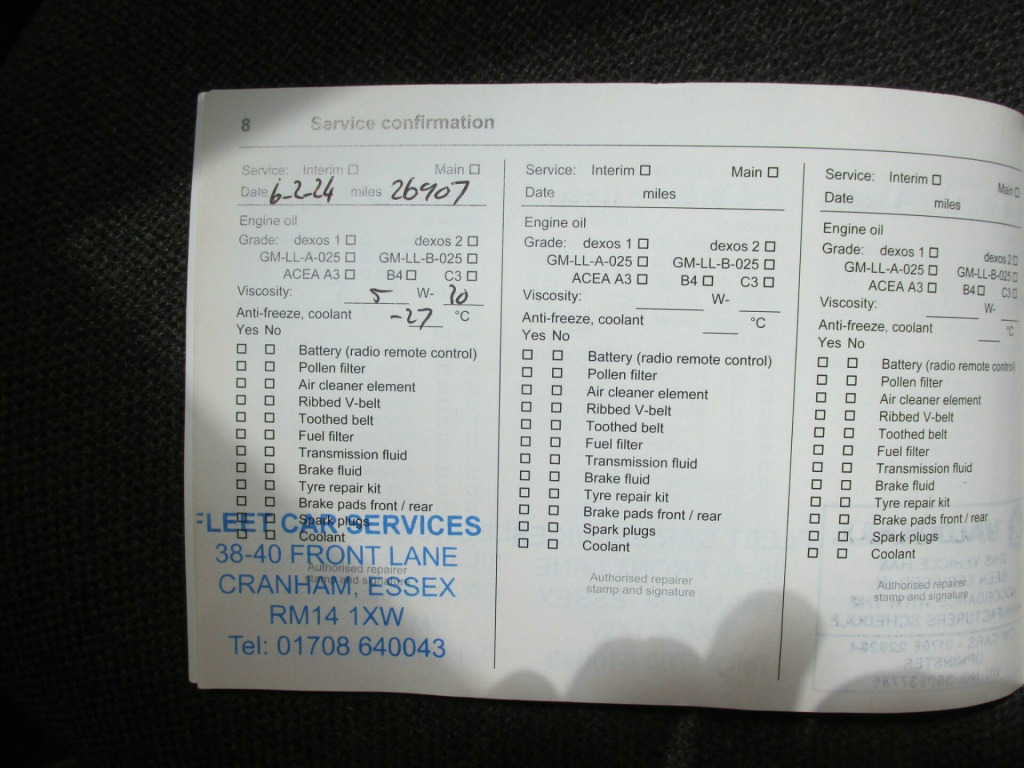 8 Service confirmation
Service: Interim Main
Date 6-2-24 miles 26907
Engine oil
Grade: dexos 1 dexos 2
GM-LL-A-025 GM-LL-B-025
ACEA A3 B4 C3
Viscosity: 5 W-
Anti-freeze, coolant -27 °C
Yes No
Battery (radio remote control)
Pollen filter
Air cleaner element
Ribbed V-belt
Toothed belt
Fuel filter
Transmission fluid
Brake fluid
Tyre repair kit
Brake pads front / rear
Spark plugs
Coolant
Authorised repairer
stamp and signature
FLEET CAR SERVICES
38-40 FRONT LANE
CRANHAM, ESSEX
RM14 1XW
Tel: 01708 640043
Service: Interim Main
Date miles
Engine oil
Grade: dexos 1 dexos 2
GM-LL-A-025 GM-LL-B-025
ACEA A3 B4 C3
Viscosity: W-
Anti-freeze, coolant °C
Yes No
Battery (radio remote control)
Pollen filter
Air cleaner element
Ribbed V-belt
Toothed belt
Fuel filter
Transmission fluid
Brake fluid
Tyre repair kit
Brake pads front / rear
Spark plugs
Coolant
Authorised repairer
stamp and signature
Service: Interim Main
Date miles
Engine oil
Grade: dexos 1 dexos 2
GM-LL-A-025 GM-LL-B-025
ACEA A3 B4 C3
Viscosity: W-
Anti-freeze, coolant °C
Yes No
Battery (radio remote control)
Pollen filter
Air cleaner element
Ribbed V-belt
Toothed belt
Fuel filter
Transmission fluid
Brake fluid
Tyre repair kit
Brake pads front / rear
Spark plugs
Coolant
Authorised repairer
stamp and signature